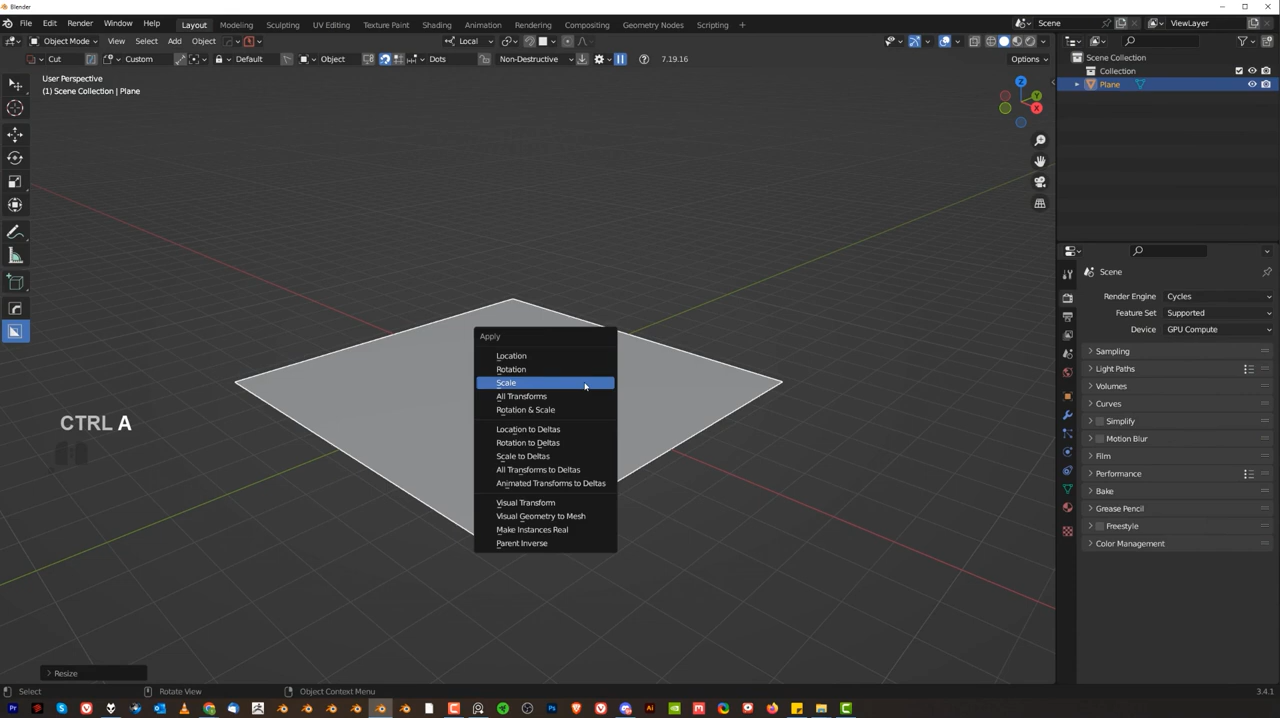 Blender
File Edit Render Window Help Layout Modeling Sculpting UV Editing Texture Paint Shading Animation Rendering Compositing Geometry Nodes Scripting + Scene ViewLayer
Object Mode View Select Add Object Local
Cut Custom Default Object Dots Non-Destructive 7.19.16 Options
User Perspective
(1) Scene Collection | Plane
Z
Y
X
CTRL A
Apply
Location
Rotation
Scale
All Transforms
Rotation & Scale
Location to Deltas
Rotation to Deltas
Scale to Deltas
All Transforms to Deltas
Animated Transforms to Deltas
Visual Transform
Visual Geometry to Mesh
Make Instances Real
Parent Inverse
> Resize
Scene Collection
Collection
Plane
Scene
Render Engine Cycles
Feature Set Supported
Device GPU Compute
Sampling
Light Paths
Volumes
Curves
Simplify
Motion Blur
Film
Performance
Bake
Grease Pencil
Freestyle
Color Management
Select Rotate View Object Context Menu 3.4.1